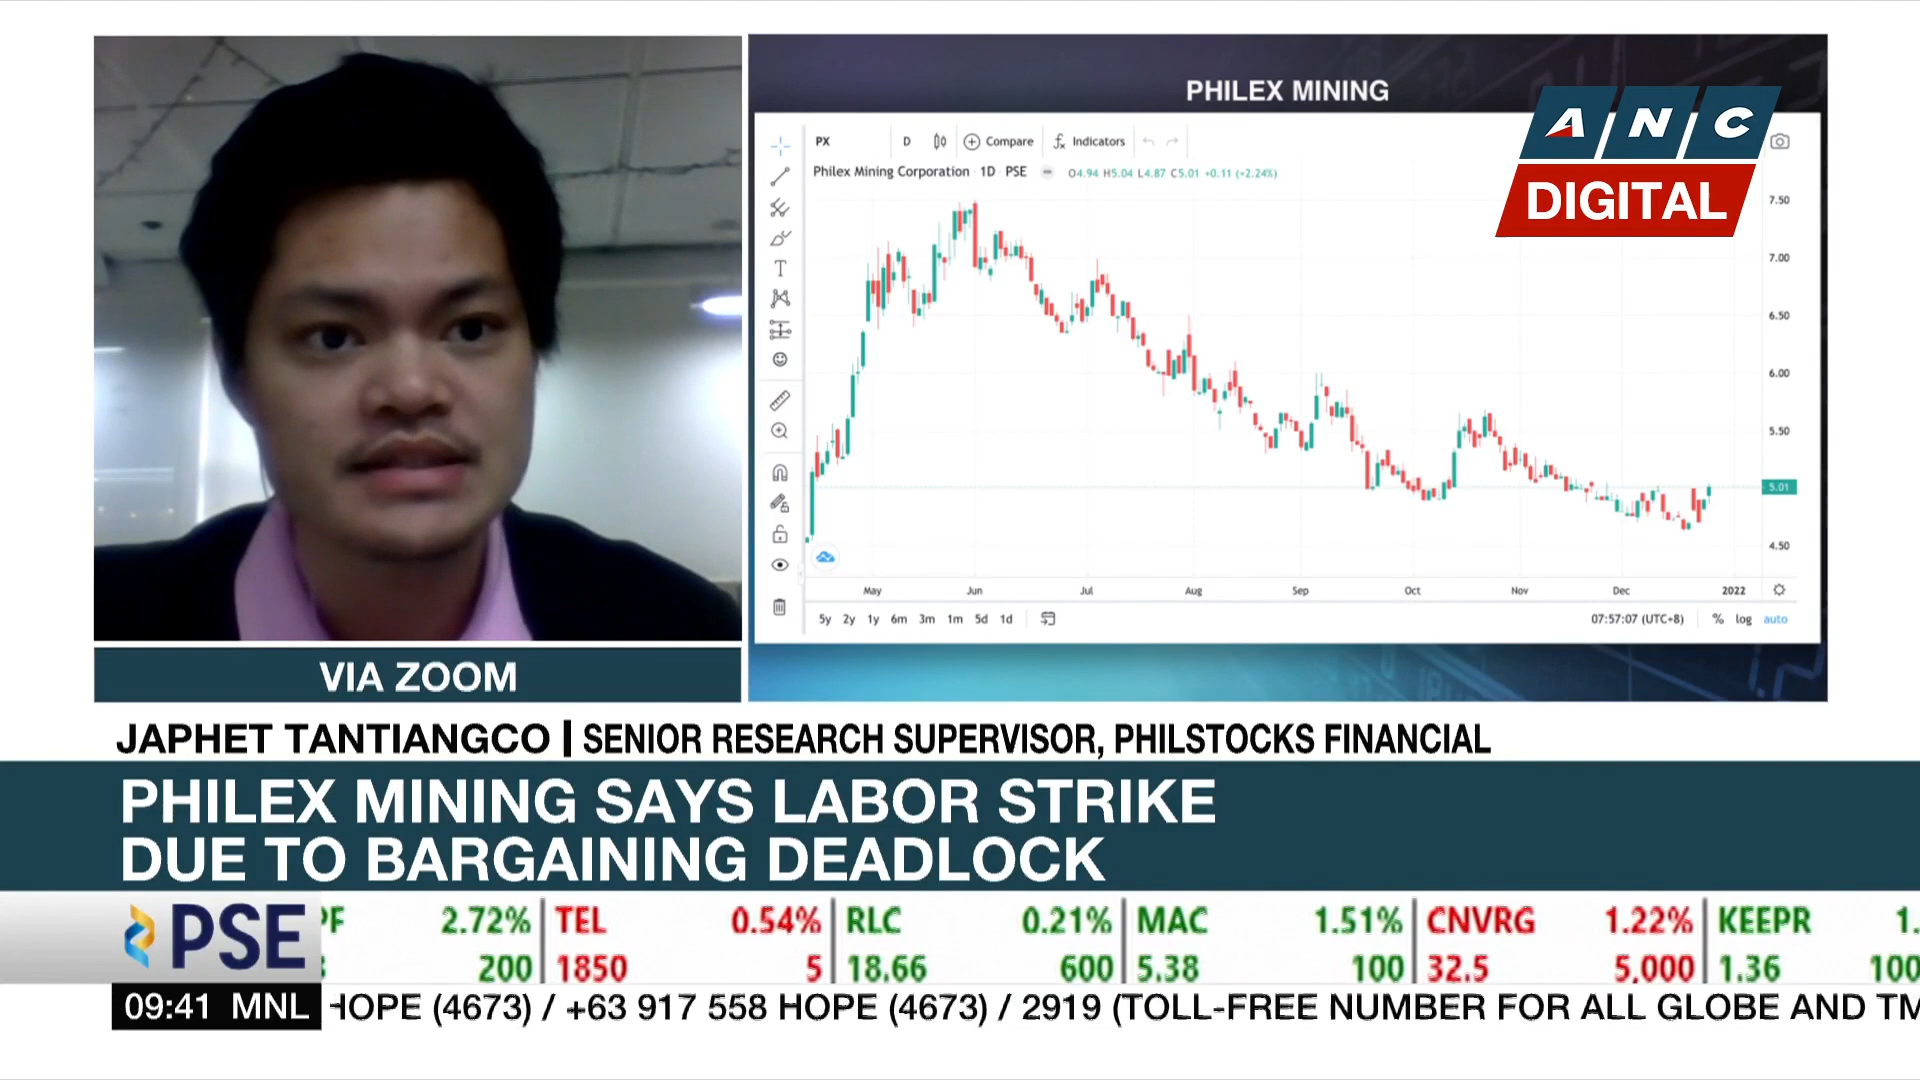 PHILEX MINING
ANC
DIGITAL
PX D Compare Indicators
Philex Mining Corporation · 1D · PSE O4.94 H5.04 L4.87 C5.01 +0.11 (+2.24%)
7.50
7.00
6.50
6.00
5.50
5.01
4.50
May Jun Jul Aug Sep Oct Nov Dec 2022
5y 2y 1y 6m 3m 1m 5d 1d 07:57:07 (UTC+8) % log auto
VIA ZOOM
JAPHET TANTIANGCO | SENIOR RESEARCH SUPERVISOR, PHILSTOCKS FINANCIAL
PHILEX MINING SAYS LABOR STRIKE
DUE TO BARGAINING DEADLOCK
PSE
2.72% TEL 0.54% RLC 0.21% MAC 1.51% CNVRG 1.22% KEEPR 1.
200 1850 5 18.66 600 5.38 100 32.5 5,000 1.36 100
09:41 MNL HOPE (4673) / +63 917 558 HOPE (4673) / 2919 (TOLL-FREE NUMBER FOR ALL GLOBE AND TM